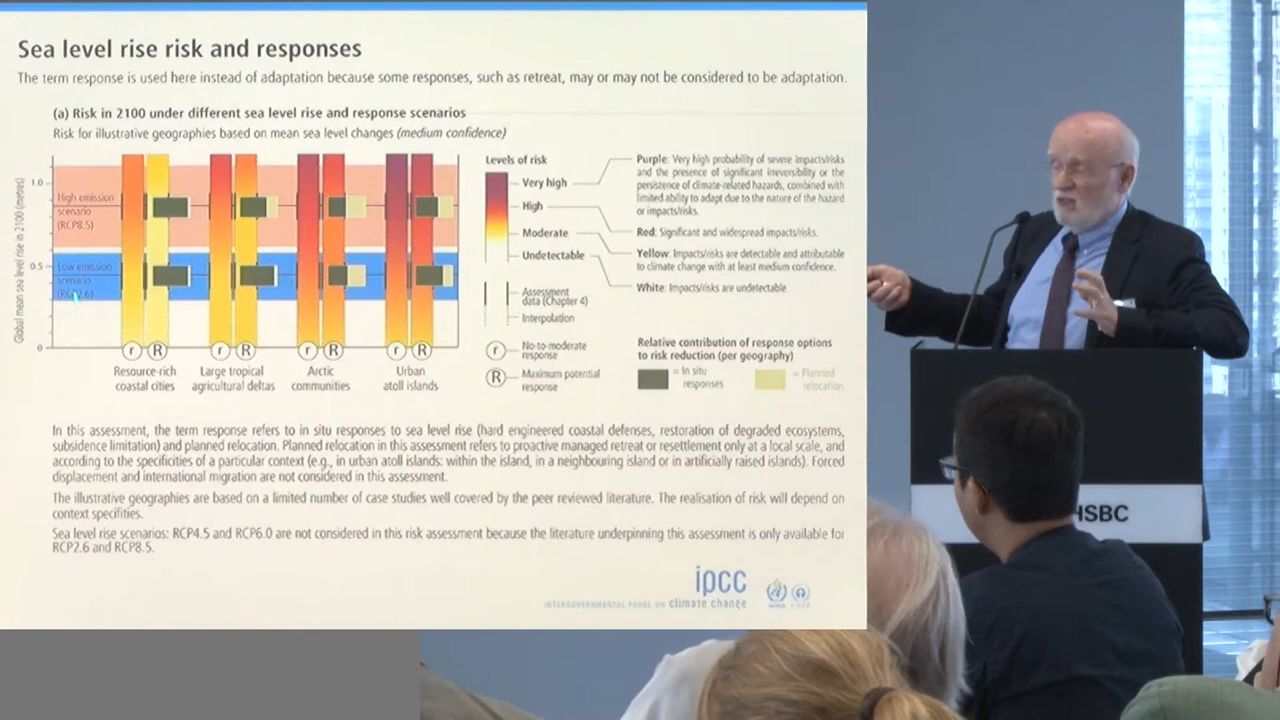 Sea level rise risk and responses
The term response is used here instead of adaptation because some responses, such as retreat, may or may not be considered to be adaptation.
(a) Risk in 2100 under different sea level rise and response scenarios
Risk for illustrative geographies based on mean sea level changes (medium confidence)
Global mean sea level rise in 2100 (metres)
1.0
0.5
0
High emission
scenario
(RCP8.5)
Low emission
scenario
(RCP2.6)
r
R
r
R
r
R
r
R
Resource-rich
coastal cities
Large tropical
agricultural deltas
Arctic
communities
Urban
atoll islands
Levels of risk
Very high
High
Moderate
Undetectable
Assessment
data (Chapter 4)
Interpolation
r
No-to-moderate
response
R
Maximum potential
response
Purple: Very high probability of severe impacts/risks
and the presence of significant irreversibility or the
persistence of climate-related hazards, combined with
limited ability to adapt due to the nature of the hazard
or impacts/risks.
Red: Significant and widespread impacts/risks.
Yellow: Impacts/risks are detectable and attributable
to climate change with at least medium confidence.
White: Impacts/risks are undetectable.
Relative contribution of response options
to risk reduction (per geography)
= In situ
responses
= Planned
relocation
In this assessment, the term response refers to in situ responses to sea level rise (hard engineered coastal defenses, restoration of degraded ecosystems,
subsidence limitation) and planned relocation. Planned relocation in this assessment refers to proactive managed retreat or resettlement only at a local scale, and
according to the specificities of a particular context (e.g., in urban atoll islands: within the island, in a neighbouring island or in artificially raised islands). Forced
displacement and international migration are not considered in this assessment.
The illustrative geographies are based on a limited number of case studies well covered by the peer reviewed literature. The realisation of risk will depend on
context specifities.
Sea level rise scenarios: RCP4.5 and RCP6.0 are not considered in this risk assessment because the literature underpinning this assessment is only available for
RCP2.6 and RCP8.5.
ipcc
INTERGOVERNMENTAL PANEL ON climate change
HSBC